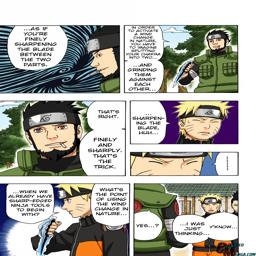 IN ORDER TO
ACTIVATE A
WIND
CHANGE
IN NATURE,
YOU HAVE
TO IMAGINE
SPLITTING
YOUR CHAKRA
INTO TWO...
...AND
GRINDING
THEM
AGAINST
EACH
OTHER...
...AS IF
YOU'RE
FINELY
SHARPENING
THE BLADE
BETWEEN
THE TWO
PARTS.
SHARPEN-
ING THE
BLADE,
HUH...
THAT'S
RIGHT.
FINELY
AND
SHARPLY.
THAT'S
THE
TRICK.
Y'KNOW...
...I WAS
JUST
THINKING...
YES...?
WHAT'S THE
POINT OF
USING THE
WIND CHANGE
IN NATURE...
...WHEN WE
ALREADY HAVE
SHARP-EDGED
NINJA TOOLS
TO BEGIN
WITH?